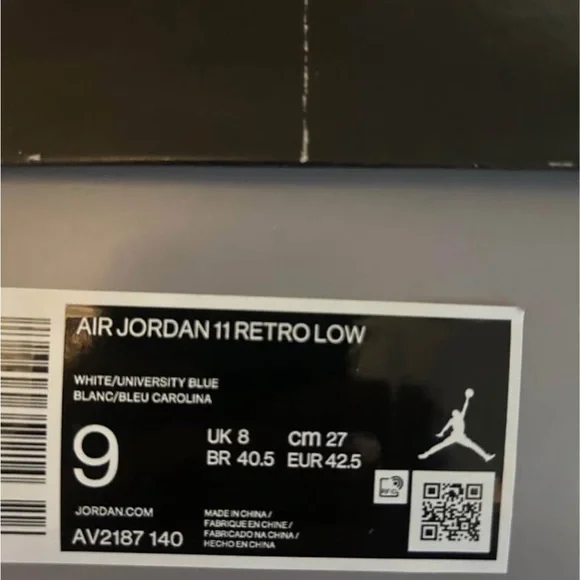 AIR JORDAN 11 RETRO LOW
WHITE/UNIVERSITY BLUE
BLANC/BLEU CAROLINA
9
UK 8 cm 27
BR 40.5 EUR 42.5
RFID
JORDAN.COM
AV2187 140
MADE IN CHINA/
FABRIQUE EN CHINE/
FABRICADO NA CHINA/
HECHO EN CHINA